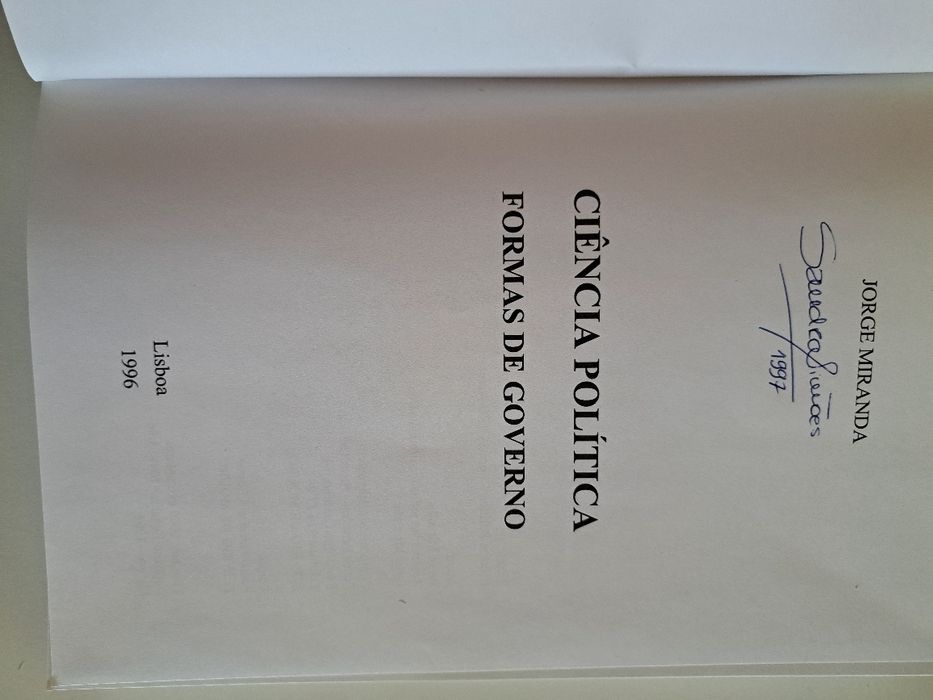 JORGE MIRANDA
Sandra Simões
1997
CIÊNCIA POLÍTICA
FORMAS DE GOVERNO
Lisboa
1996